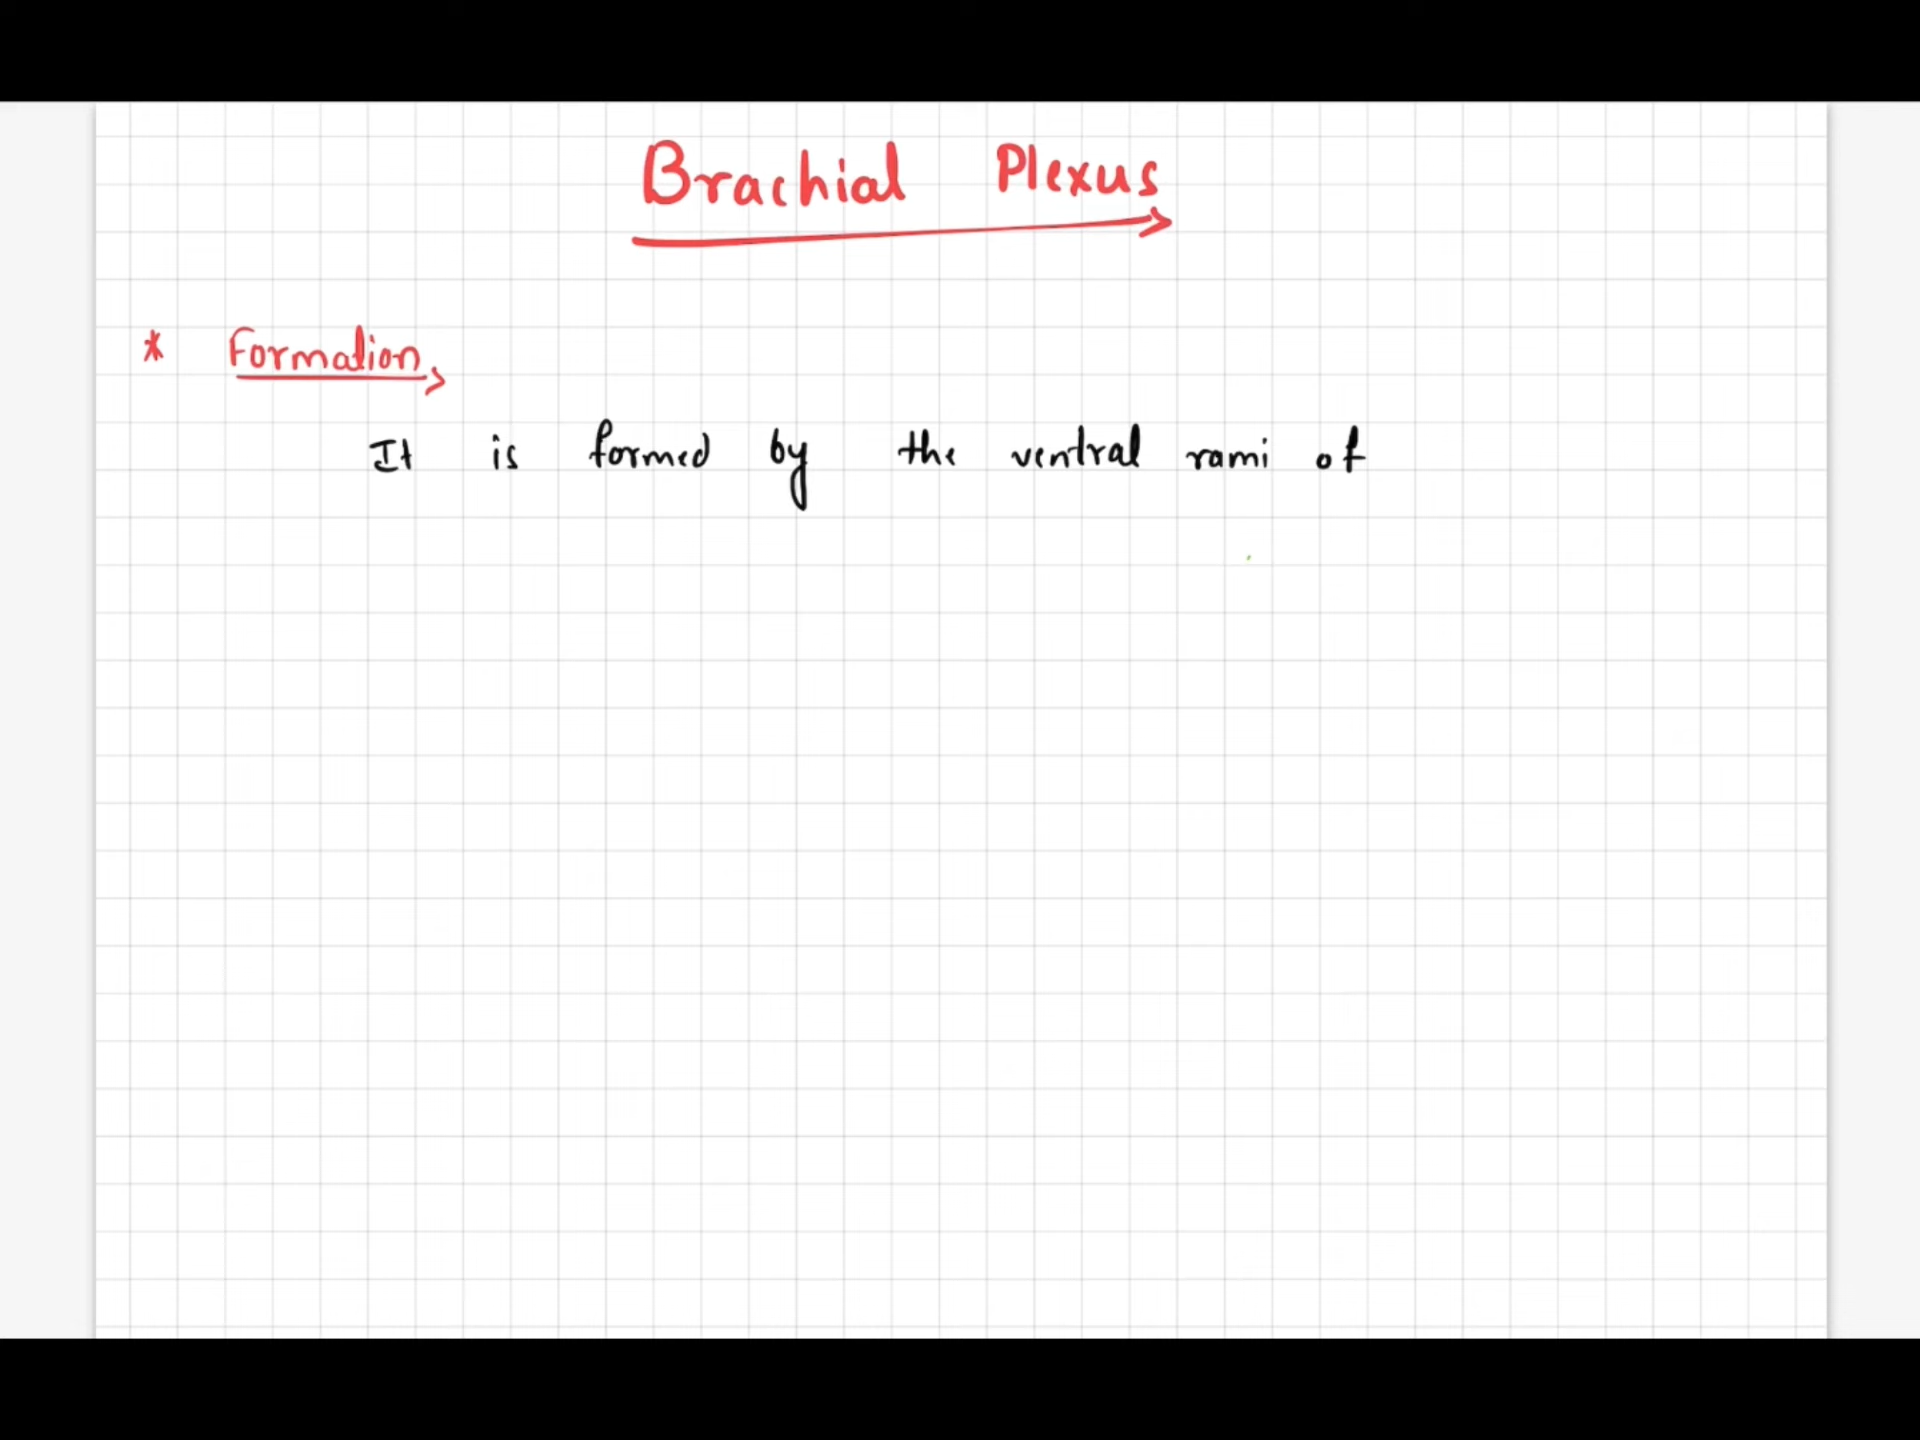 Brachial Plexus
* Formation
It is formed by the ventral rami of